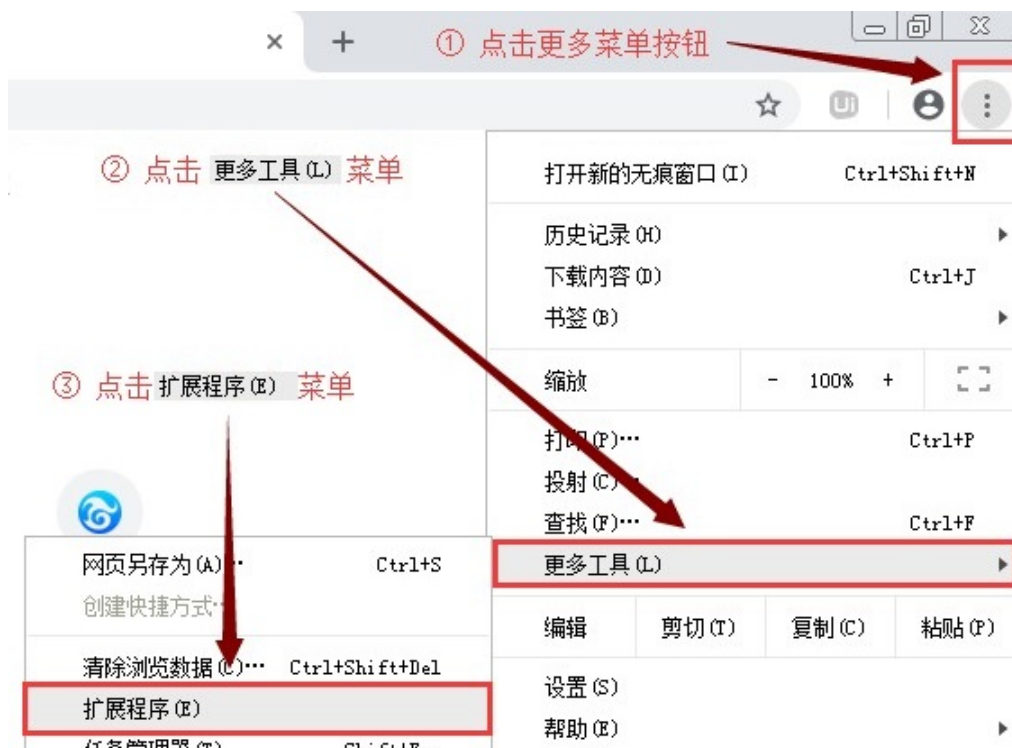 ① 点击更多菜单按钮
② 点击 更多工具(L) 菜单
打开新的无痕窗口(I) Ctrl+Shift+N
历史记录(H)
下载内容(D) Ctrl+J
书签(B)
③ 点击 扩展程序(E) 菜单
缩放 - 100% +
打印(P)… Ctrl+P
投射(C)…
查找(F)… Ctrl+F
更多工具(L)
编辑 剪切(T) 复制(C) 粘贴(P)
设置(S)
帮助(E)
网页另存为(A)… Ctrl+S
创建快捷方式…
清除浏览数据(C)… Ctrl+Shift+Del
扩展程序(E)